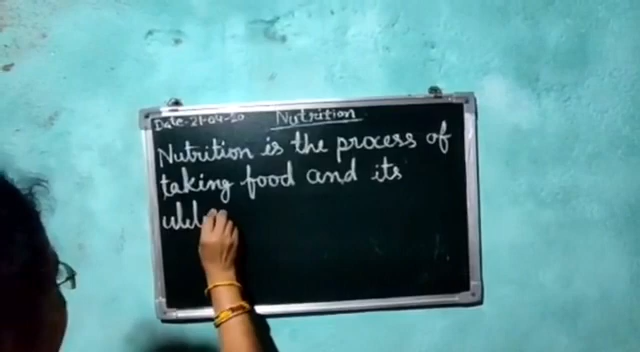 Date-21-04-20
Nutrition
Nutrition is the process of
taking food and its